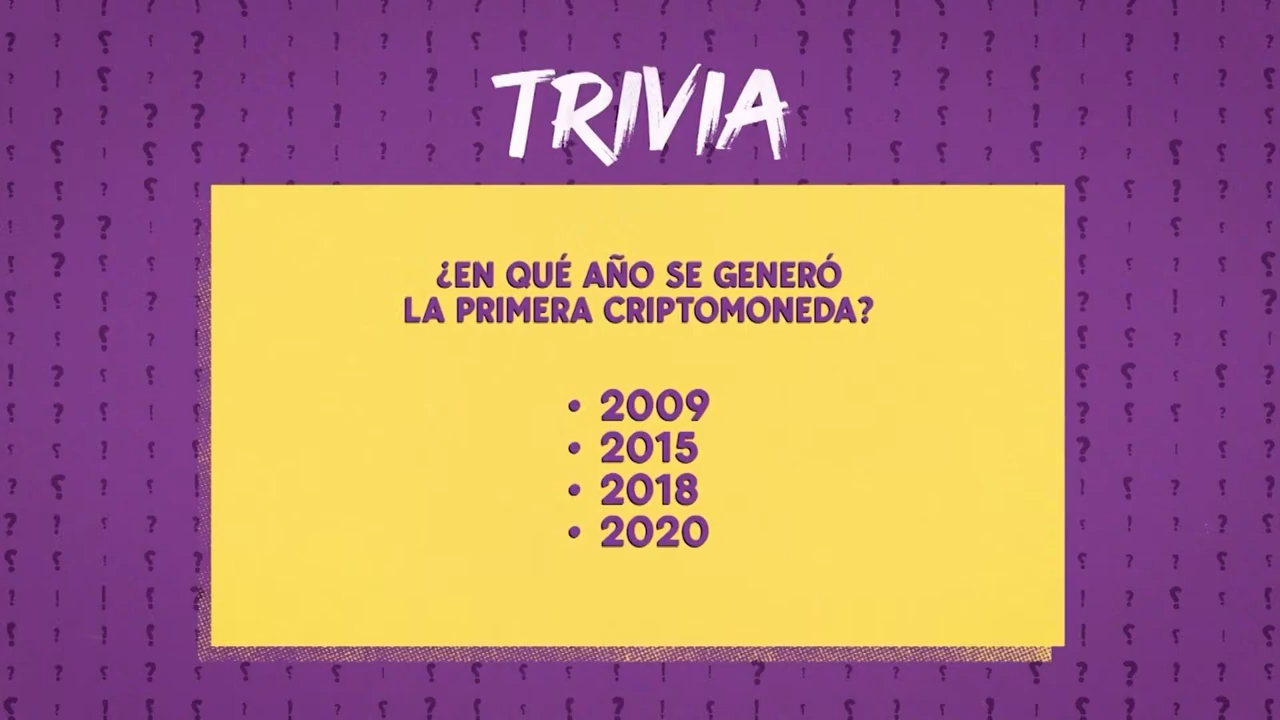 TRIVIA
¿EN QUÉ AÑO SE GENERÓ
LA PRIMERA CRIPTOMONEDA?
• 2009
• 2015
• 2018
• 2020